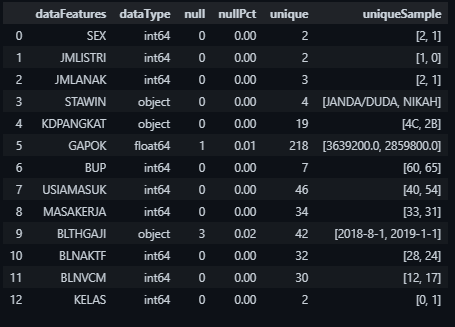 dataFeatures dataType null nullPct unique uniqueSample
0 SEX int64 0 0.00 2 [2, 1]
1 JMLISTRI int64 0 0.00 2 [1, 0]
2 JMLANAK int64 0 0.00 3 [2, 1]
3 STAWIN object 0 0.00 4 [JANDA/DUDA, NIKAH]
4 KDPANGKAT object 0 0.00 19 [4C, 2B]
5 GAPOK float64 1 0.01 218 [3639200.0, 2859800.0]
6 BUP int64 0 0.00 7 [60, 65]
7 USIAMASUK int64 0 0.00 46 [40, 54]
8 MASAKERJA int64 0 0.00 34 [33, 31]
9 BLTHGAJI object 3 0.02 42 [2018-8-1, 2019-1-1]
10 BLNAKTF int64 0 0.00 32 [28, 24]
11 BLNVCM int64 0 0.00 30 [12, 17]
12 KELAS int64 0 0.00 2 [0, 1]